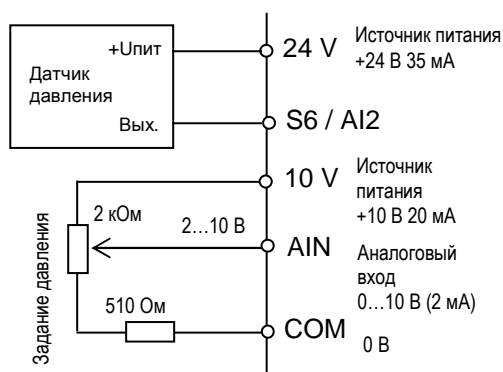 +Uпит
Датчик
давления
Вых.
24 V
Источник питания
+24 В 35 мА
S6 / AI2
10 V
Источник
питания
+10 В 20 мА
2 кОм
2...10 В
AIN
Аналоговый
вход
0...10 В (2 мА)
Задание давления
510 Ом
COM
0 В